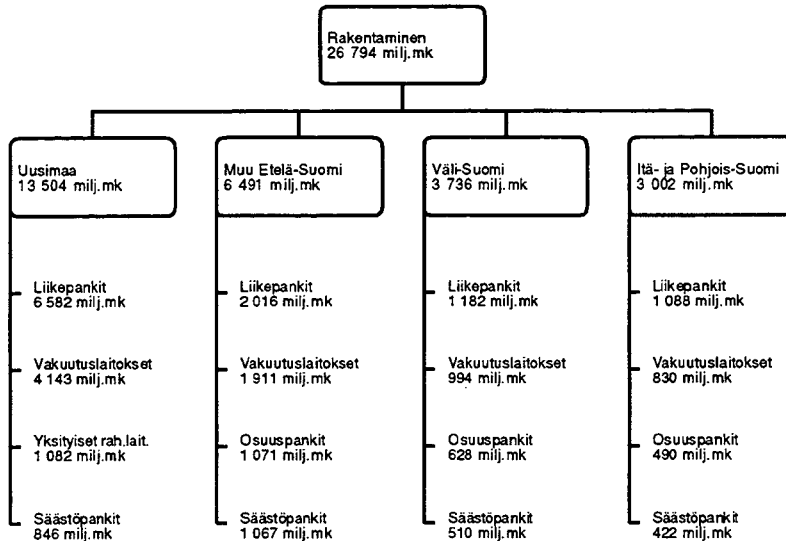 Rakentaminen
26 794 milj.mk
Uusimaa
13 504 milj.mk
Muu Etelä-Suomi
6 491 milj.mk
Väli-Suomi
3 736 milj.mk
Itä- ja Pohjois-Suomi
3 002 milj.mk
Liikepankit
6 582 milj.mk
Vakuutuslaitokset
4 143 milj.mk
Yksityiset rah.lait.
1 082 milj.mk
Säästöpankit
846 milj.mk
Liikepankit
2 016 milj.mk
Vakuutuslaitokset
1 911 milj.mk
Osuuspankit
1 071 milj.mk
Säästöpankit
1 067 milj.mk
Liikepankit
1 182 milj.mk
Vakuutuslaitokset
994 milj.mk
Osuuspankit
628 milj.mk
Säästöpankit
510 milj.mk
Liikepankit
1 088 milj.mk
Vakuutuslaitokset
830 milj.mk
Osuuspankit
490 milj.mk
Säästöpankit
422 milj.mk